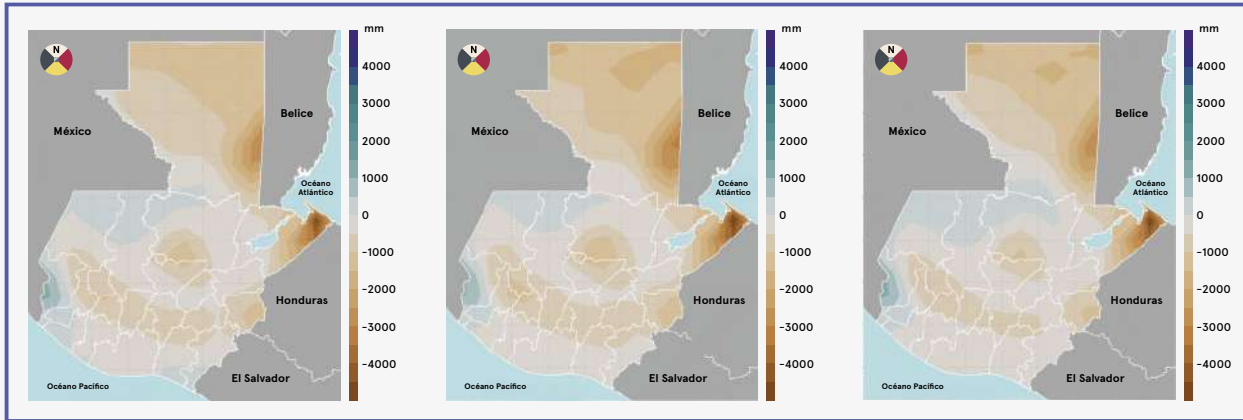 mm
N
4000
Belice
3000
México
2000
Océano
Atlántico
1000
0
-1000
-2000
Honduras
-3000
-4000
El Salvador
Océano Pacífico
mm
N
4000
Belice
3000
México
2000
Océano
Atlántico
1000
0
-1000
-2000
Honduras
-3000
-4000
El Salvador
Océano Pacífico
mm
N
4000
Belice
3000
México
2000
Océano
Atlántico
1000
0
-1000
-2000
Honduras
-3000
-4000
El Salvador
Océano Pacífico